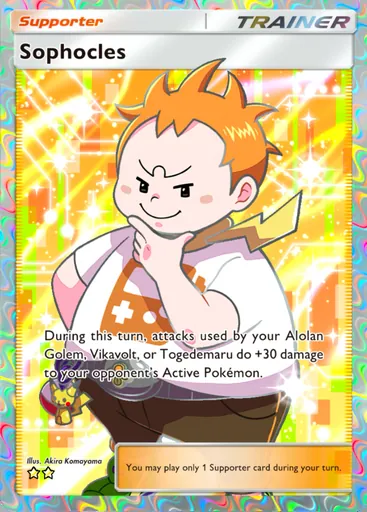 Supporter
TRAINER
Sophocles
During this turn, attacks used by your Alolan
Golem, Vikavolt, or Togedemaru do +30 damage
to your opponent's Active Pokémon.
Illus. Akira Komayama
You may play only 1 Supporter card during your turn.